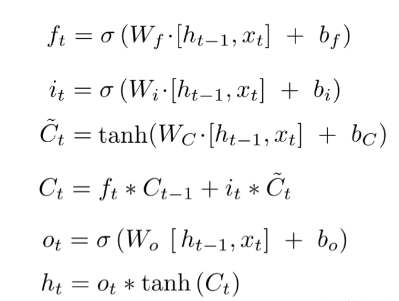 f_t = σ (W_f · [h_{t−1}, x_t] + b_f)
i_t = σ (W_i · [h_{t−1}, x_t] + b_i)
C̃_t = tanh(W_C · [h_{t−1}, x_t] + b_C)
C_t = f_t ∗ C_{t−1} + i_t ∗ C̃_t
o_t = σ (W_o [h_{t−1}, x_t] + b_o)
h_t = o_t ∗ tanh (C_t)